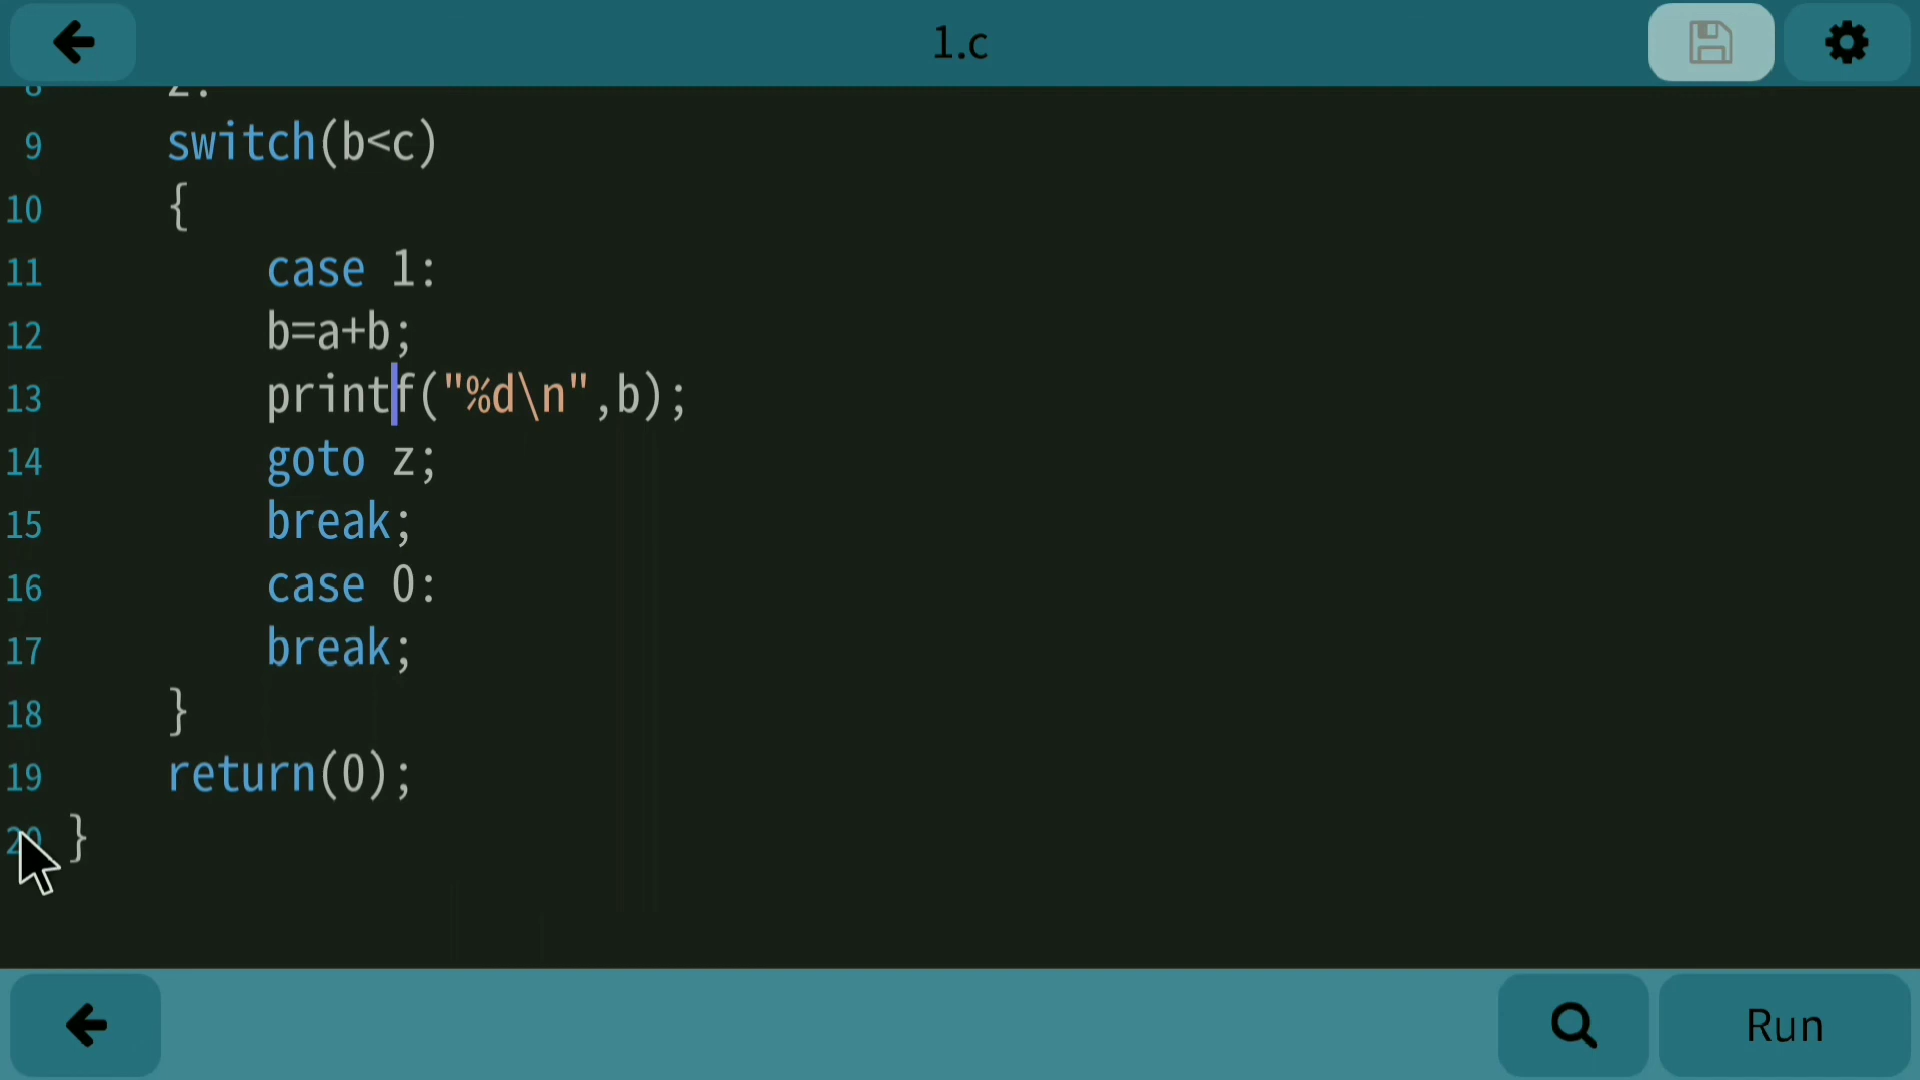 1.c
9 switch(b<c)
10 {
11 case 1:
12 b=a+b;
13 printf("%d\n",b);
14 goto z;
15 break;
16 case 0:
17 break;
18 }
19 return(0);
20 }
Run